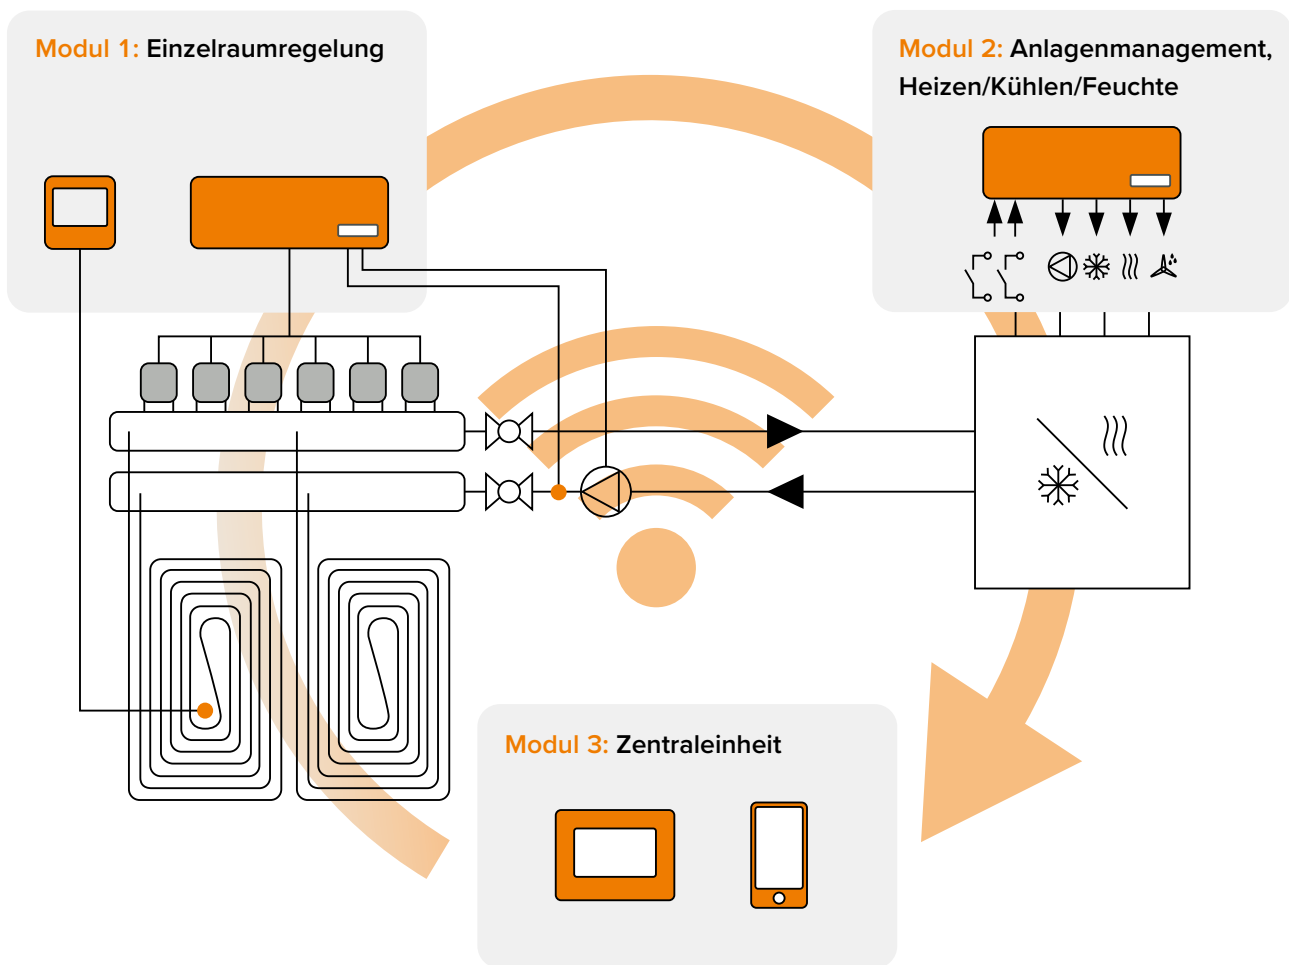 Modul 1: Einzelraumregelung
Modul 2: Anlagenmanagement,
Heizen/Kühlen/Feuchte
Modul 3: Zentraleinheit